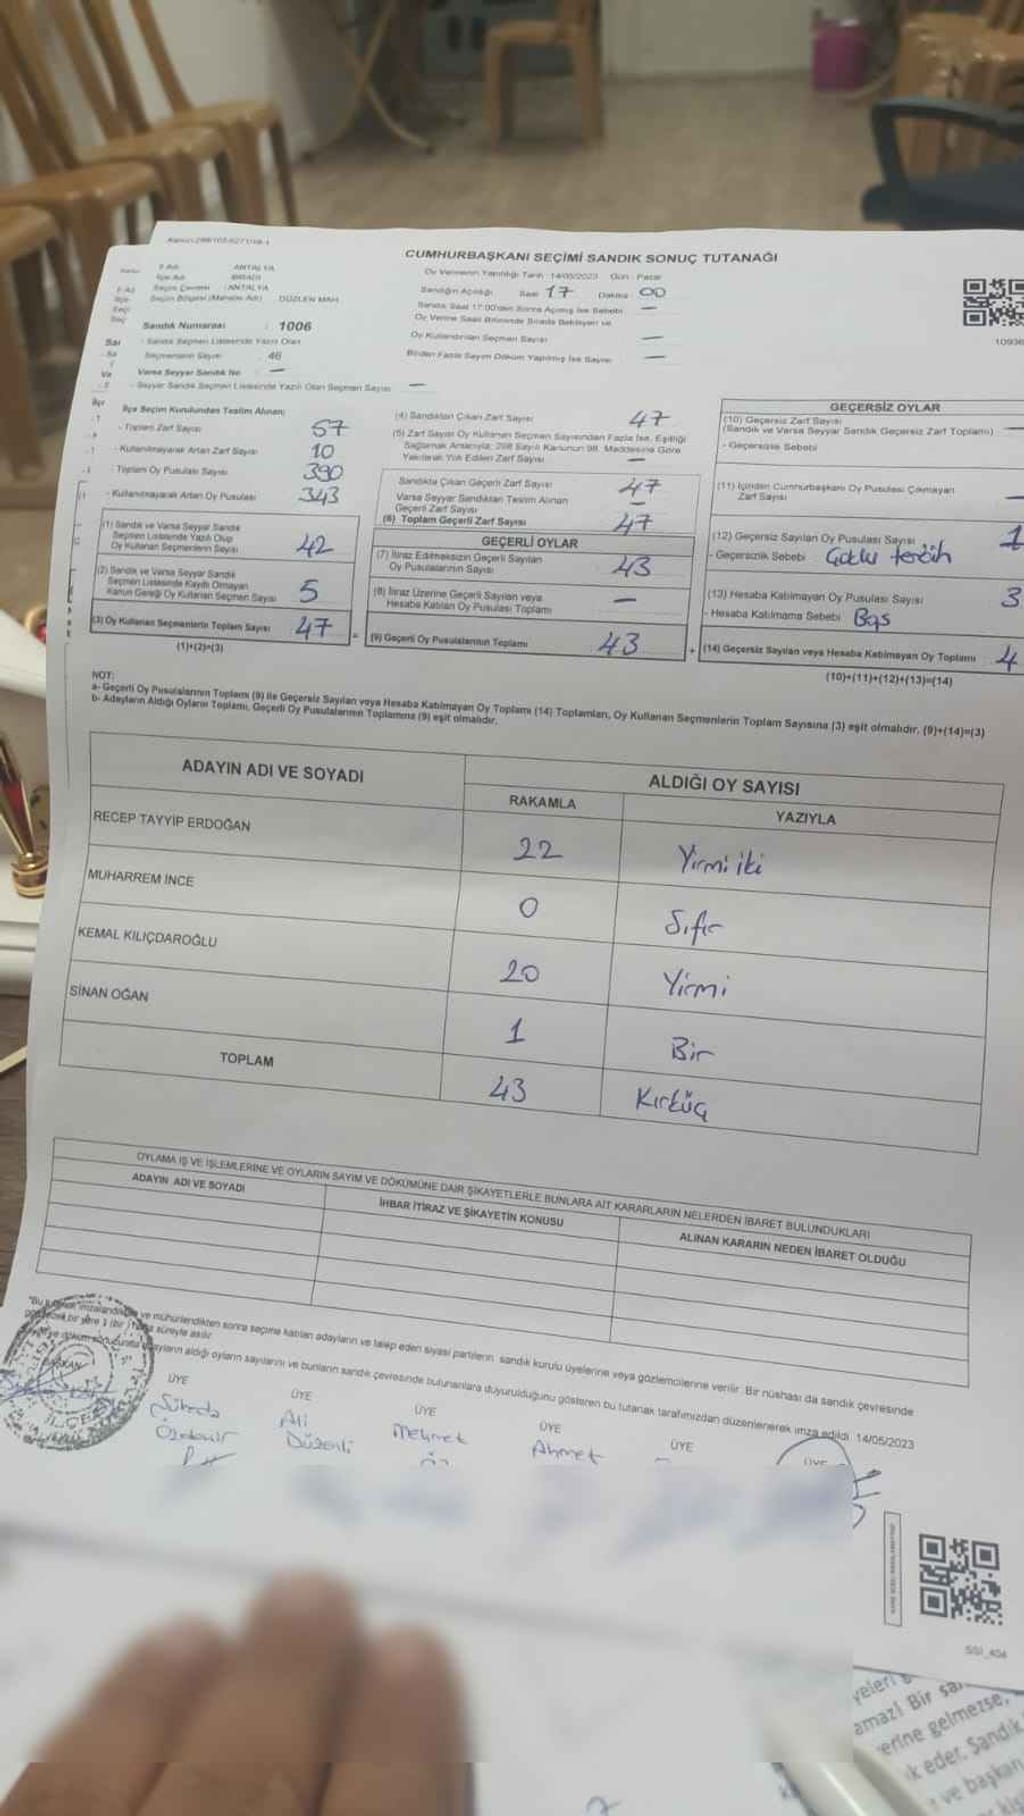 CUMHURBAŞKANI SEÇİMİ SANDIK SONUÇ TUTANAĞI
Oy Vermenin Yapıldığı Tarih : 14/05/2023 Gün : Pazar
Sandığın Açıldığı Saat 17 Dakika 00
Sandık Saat 17:00'den Sonra Açılmış İse Sebebi —
Oy Verme Saati Bitiminde Sırada Bekleyen ve
Oy Kullandırılan Seçmen Sayısı —
Birden Fazla Sayım Döküm Yapılmış İse Sayısı —
İl Adı : ANTALYA
İlçe Adı
Seçim Çevresi : ANTALYA
Seçim Bölgesi (Mahalle Adı) : DÜZLEN MAH.
Sandık Numarası : 1006
Sandık Seçmen Listesinde Yazılı Olan
Seçmenlerin Sayısı : 46
Varsa Seyyar Sandık No : —
- Seyyar Sandık Seçmen Listesinde Yazılı Olan Seçmen Sayısı : —
10936
İlçe Seçim Kurulundan Teslim Alınan;
- Toplam Zarf Sayısı 57
- Kullanılmayarak Artan Zarf Sayısı 10
- Toplam Oy Pusulası Sayısı 390
- Kullanılmayarak Artan Oy Pusulası 343
(1) Sandık ve Varsa Seyyar Sandık
Seçmen Listesinde Yazılı Olup
Oy Kullanan Seçmenlerin Sayısı 42
(2) Sandık ve Varsa Seyyar Sandık
Seçmen Listesinde Kayıtlı Olmayan
Kanun Gereği Oy Kullanan Seçmen Sayısı 5
(3) Oy Kullanan Seçmenlerin Toplam Sayısı 47
(1)+(2)=(3)
(4) Sandıktan Çıkan Zarf Sayısı 47
(5) Zarf Sayısı Oy Kullanan Seçmen Sayısından Fazla İse, Eşitliği
Sağlamak Amacıyla; 298 Sayılı Kanunun 98. Maddesine Göre
Yakılarak Yok Edilen Zarf Sayısı —
Sandıkta Çıkan Geçerli Zarf Sayısı 47
Varsa Seyyar Sandıktan Teslim Alınan
Geçerli Zarf Sayısı —
(6) Toplam Geçerli Zarf Sayısı 47
GEÇERLİ OYLAR
(7) İtiraz Edilmeksizin Geçerli Sayılan
Oy Pusulalarının Sayısı 43
(8) İtiraz Üzerine Geçerli Sayılan veya
Hesaba Katılan Oy Pusulası Toplamı —
= (9) Geçerli Oy Pusulalarının Toplamı 43
GEÇERSİZ OYLAR
(10) Geçersiz Zarf Sayısı
(Sandık ve Varsa Seyyar Sandık Geçersiz Zarf Toplamı) —
- Geçersizlik Sebebi
(11) İçinden Cumhurbaşkanı Oy Pusulası Çıkmayan
Zarf Sayısı —
(12) Geçersiz Sayılan Oy Pusulası Sayısı 1
- Geçersizlik Sebebi Çoklu tercih
(13) Hesaba Katılmayan Oy Pusulası Sayısı 3
- Hesaba Katılmama Sebebi Boş
+ (14) Geçersiz Sayılan veya Hesaba Katılmayan Oy Toplamı 4
(10)+(11)+(12)+(13)=(14)
NOT:
a- Geçerli Oy Pusulalarının Toplamı (9) ile Geçersiz Sayılan veya Hesaba Katılmayan Oy Toplamı (14) Toplamları, Oy Kullanan Seçmenlerin Toplam Sayısına (3) eşit olmalıdır. (9)+(14)=(3)
b- Adayların Aldığı Oyların Toplamı, Geçerli Oy Pusulalarının Toplamına (9) eşit olmalıdır.
ADAYIN ADI VE SOYADI
ALDIĞI OY SAYISI
RAKAMLA YAZIYLA
RECEP TAYYİP ERDOĞAN 22 Yirmi iki
MUHARREM İNCE 0 Sıfır
KEMAL KILIÇDAROĞLU 20 Yirmi
SİNAN OĞAN 1 Bir
TOPLAM 43 Kırküç
OYLAMA İŞ VE İŞLEMLERİNE VE OYLARIN SAYIM VE DÖKÜMÜNE DAİR ŞİKAYETLERLE BUNLARA AİT KARARLARIN NELERDEN İBARET BULUNDUKLARI
ADAYIN ADI VE SOYADI
İHBAR İTİRAZ VE ŞİKAYETİN KONUSU
ALINAN KARARIN NEDEN İBARET OLDUĞU
ve mühürlendikten sonra seçime katılan adayların ve talep eden siyasi partilerin sandık kurulu üyelerine veya gözlemcilerine verilir. Bir nüshası da sandık çevresinde
süreyle asılır.
aldığı oyların sayılarını ve bunların sandık çevresinde bulunanlara duyurulduğunu gösteren bu tutanak tarafımızdan düzenlenerek imza edildi. 14/05/2023
BAŞKAN
ÜYE ÜYE ÜYE ÜYE ÜYE ÜYE
Ali Mehmet Ahmet
Düzenli
SSI_404
yeleri
amaz! Bir
erine gelmezse,
k eder. Sandık
ve başkan